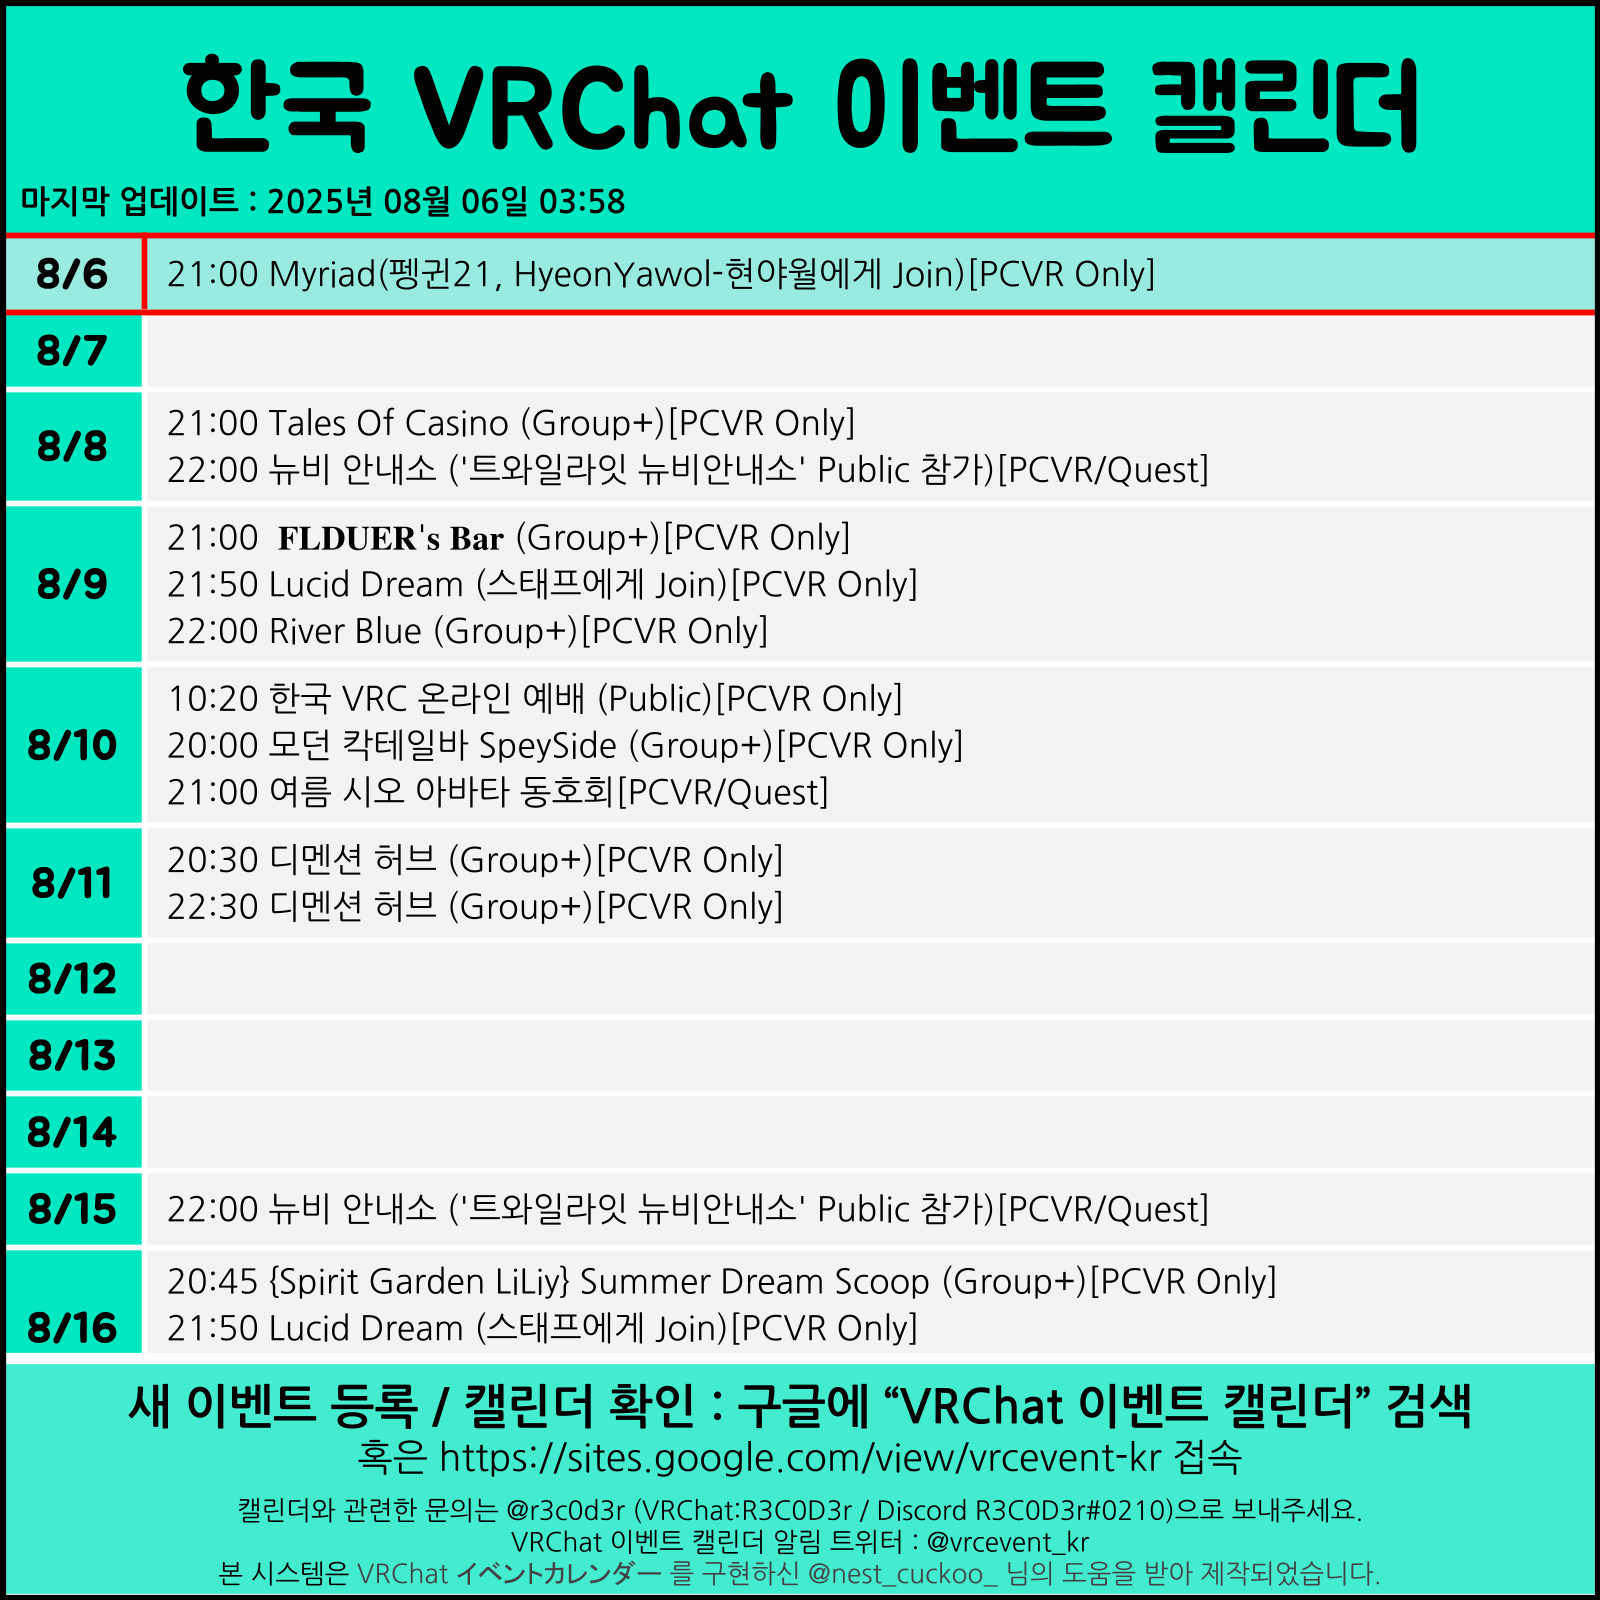 한국 VRChat 이벤트 캘린더
마지막 업데이트 : 2025년 08월 06일 03:58
8/6
21:00 Myriad(펭귄21, HyeonYawol-현야월에게 Join)[PCVR Only]
8/7
8/8
21:00 Tales Of Casino (Group+)[PCVR Only]
22:00 뉴비 안내소 ('트와일라잇 뉴비안내소' Public 참가)[PCVR/Quest]
8/9
21:00 FLDUER's Bar (Group+)[PCVR Only]
21:50 Lucid Dream (스태프에게 Join)[PCVR Only]
22:00 River Blue (Group+)[PCVR Only]
8/10
10:20 한국 VRC 온라인 예배 (Public)[PCVR Only]
20:00 모던 칵테일바 SpeySide (Group+)[PCVR Only]
21:00 여름 시오 아바타 동호회[PCVR/Quest]
8/11
20:30 디멘션 허브 (Group+)[PCVR Only]
22:30 디멘션 허브 (Group+)[PCVR Only]
8/12
8/13
8/14
8/15
22:00 뉴비 안내소 ('트와일라잇 뉴비안내소' Public 참가)[PCVR/Quest]
8/16
20:45 {Spirit Garden LiLiy} Summer Dream Scoop (Group+)[PCVR Only]
21:50 Lucid Dream (스태프에게 Join)[PCVR Only]
새 이벤트 등록 / 캘린더 확인 : 구글에 “VRChat 이벤트 캘린더” 검색
혹은 https://sites.google.com/view/vrcevent-kr 접속
캘린더와 관련한 문의는 @r3c0d3r (VRChat:R3C0D3r / Discord R3C0D3r#0210)으로 보내주세요.
VRChat 이벤트 캘린더 알림 트위터 : @vrcevent_kr
본 시스템은 VRChat イベントカレンダー 를 구현하신 @nest_cuckoo_ 님의 도움을 받아 제작되었습니다.